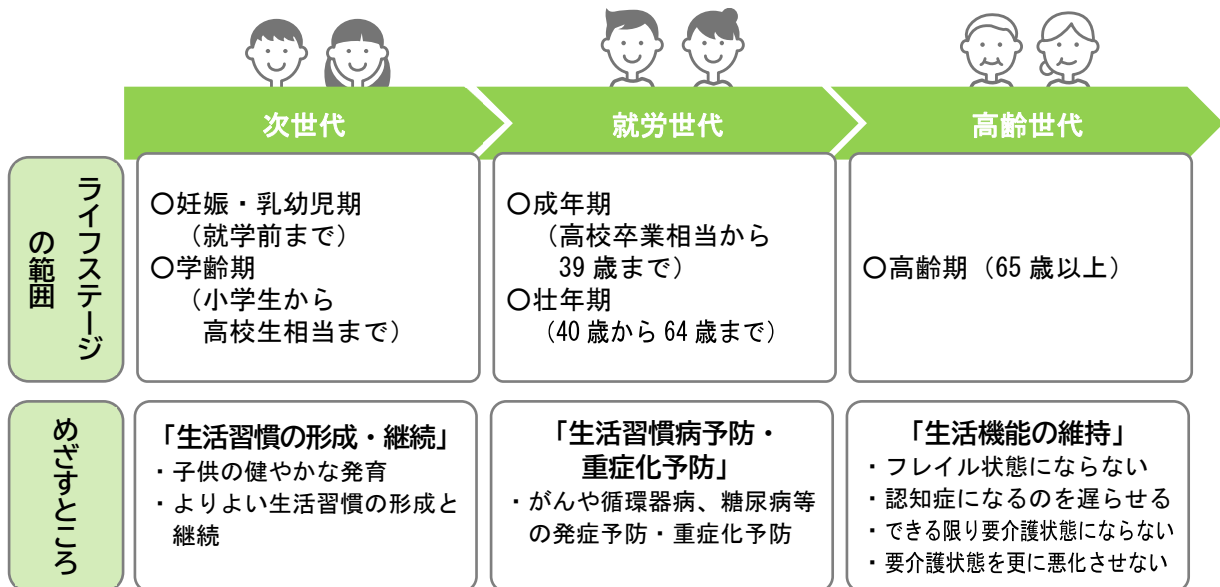 次世代
就労世代
高齢世代
ライフステージ
の範囲
〇妊娠・乳幼児期
（就学前まで）
〇学齢期
（小学生から
高校生相当まで）
〇成年期
（高校卒業相当から
39歳まで）
〇壮年期
（40歳から64歳まで）
〇高齢期（65歳以上）
めざすところ
「生活習慣の形成・継続」
・子供の健やかな発育
・よりよい生活習慣の形成と
継続
「生活習慣病予防・
重症化予防」
・がんや循環器病、糖尿病等
の発症予防・重症化予防
「生活機能の維持」
・フレイル状態にならない
・認知症になるのを遅らせる
・できる限り要介護状態にならない
・要介護状態を更に悪化させない